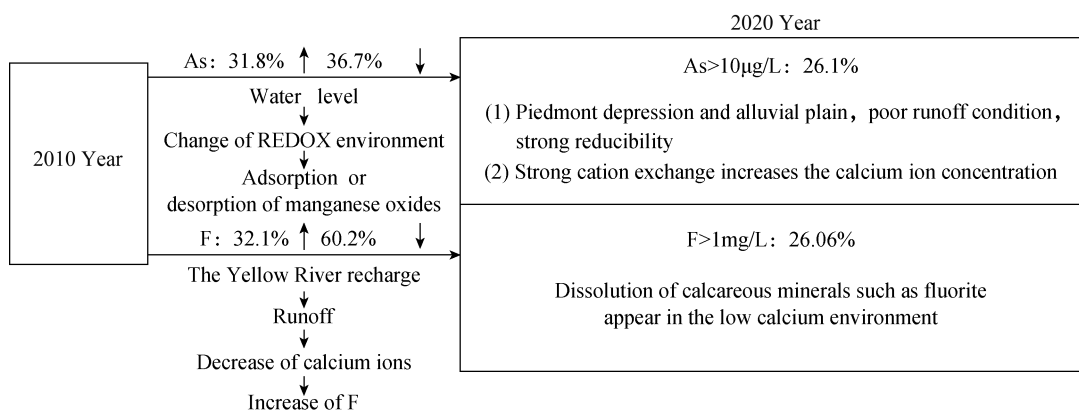 2020 Year
As：31.8% ↑ 36.7% ↓
As>10μg/L：26.1%
Water level
(1) Piedmont depression and alluvial plain，poor runoff condition，
strong reducibility
Change of REDOX environment
2010 Year
(2) Strong cation exchange increases the calcium ion concentration
Adsorption or
desorption of manganese oxides
F：32.1% ↑ 60.2% ↓
F>1mg/L：26.06%
The Yellow River recharge
Dissolution of calcareous minerals such as fluorite
appear in the low calcium environment
Runoff
Decrease of calcium ions
Increase of F